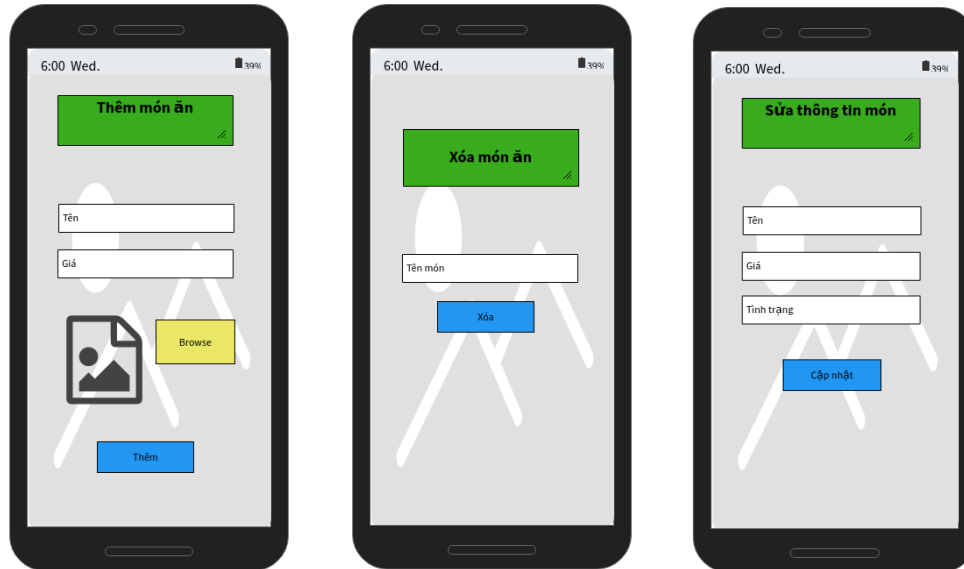 6:00 Wed.
39%
Thêm món ăn
Tên
Giá
Browse
Thêm
6:00 Wed.
39%
Xóa món ăn
Tên món
Xóa
6:00 Wed.
39%
Sửa thông tin món
Tên
Giá
Tình trạng
Cập nhật